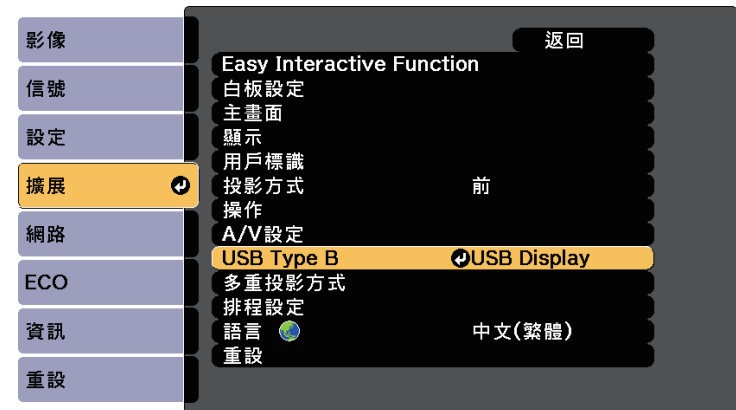 影像
信號
設定
擴展
網路
ECO
資訊
重設
返回
Easy Interactive Function
白板設定
主畫面
顯示
用戶標識
投影方式 前
操作
A/V設定
USB Type B USB Display
多重投影方式
排程設定
語言 中文(繁體)
重設